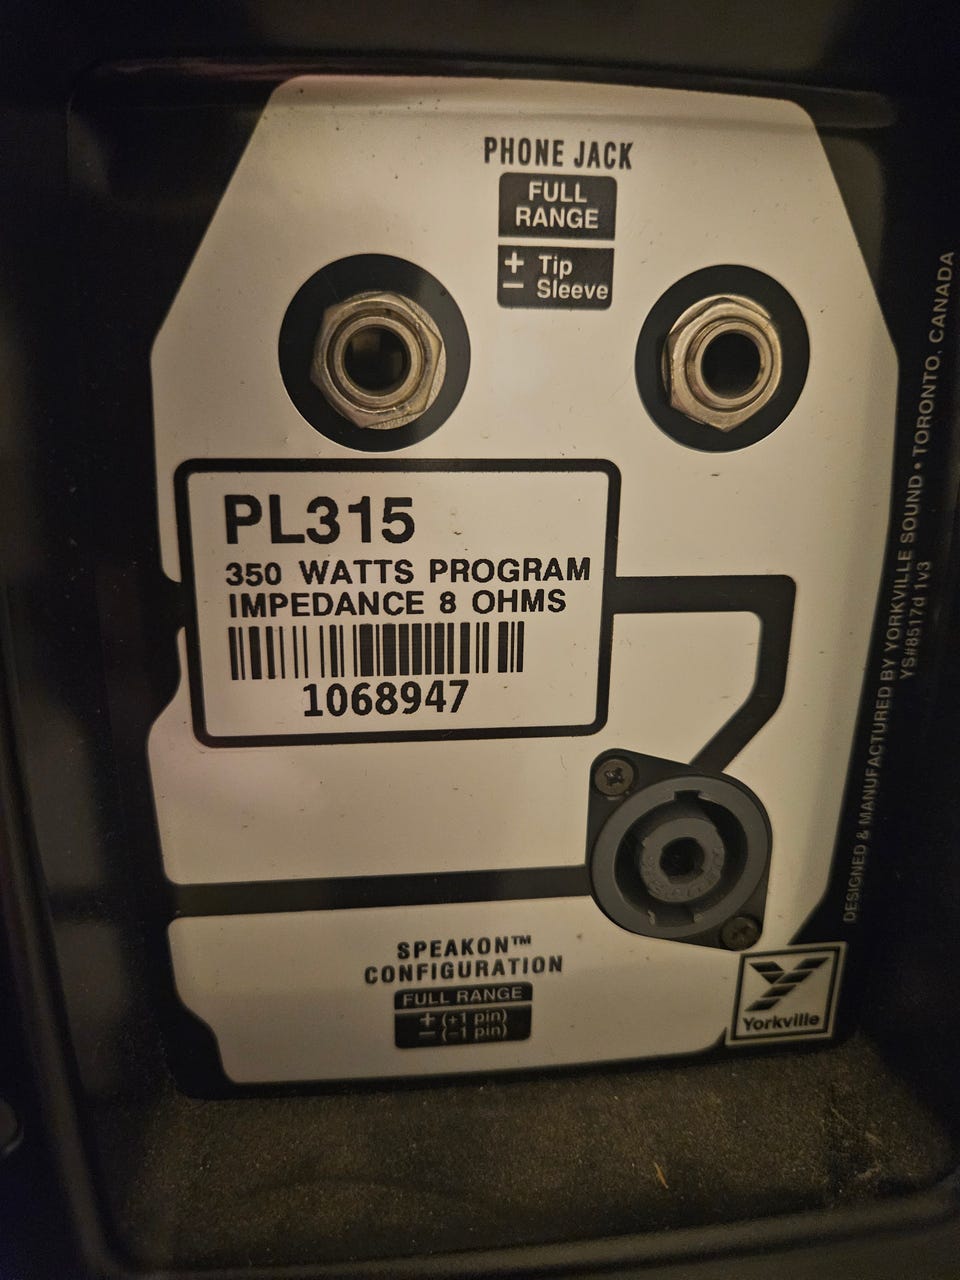 PHONE JACK
FULL
RANGE
+ Tip
− Sleeve
PL315
350 WATTS PROGRAM
IMPEDANCE 8 OHMS
1068947
SPEAKON™
CONFIGURATION
FULL RANGE
+ (+1 pin)
− (−1 pin)
Yorkville
DESIGNED & MANUFACTURED BY YORKVILLE SOUND • TORONTO, CANADA
YS#8517d 1v3